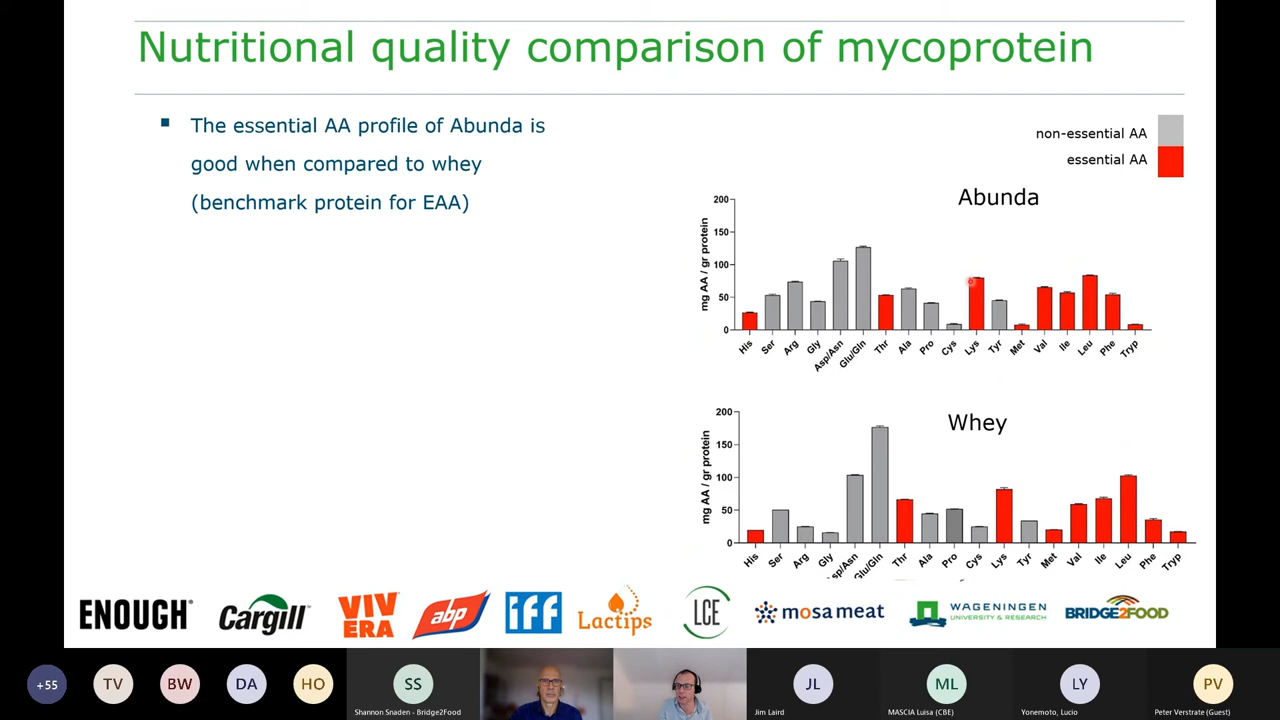 Nutritional quality comparison of mycoprotein
▪ The essential AA profile of Abunda is
good when compared to whey
(benchmark protein for EAA)
non-essential AA
essential AA
Abunda
mg AA / gr protein
200
150
100
50
0
His Ser Arg Gly Asp/Asn Glu/Gln Thr Ala Pro Cys Lys Tyr Met Val Ile Leu Phe Tryp
Whey
mg AA / gr protein
200
150
100
50
0
His Ser Arg Gly sp/Asn Glu/Gln Thr Ala Pro Cys Lys Tyr Met Val Ile Leu Phe Tryp
ENOUGH® Cargill™ VIVERA abp iff Lactips LCE mosa meat WAGENINGEN UNIVERSITY & RESEARCH BRIDGE2FOOD
+55 TV BW DA HO SS JL ML LY PV
Shannon Snaden - Bridge2Food Jim Laird MASCIA Luisa (CBE) Yonemoto, Lucio Peter Verstrate (Guest)